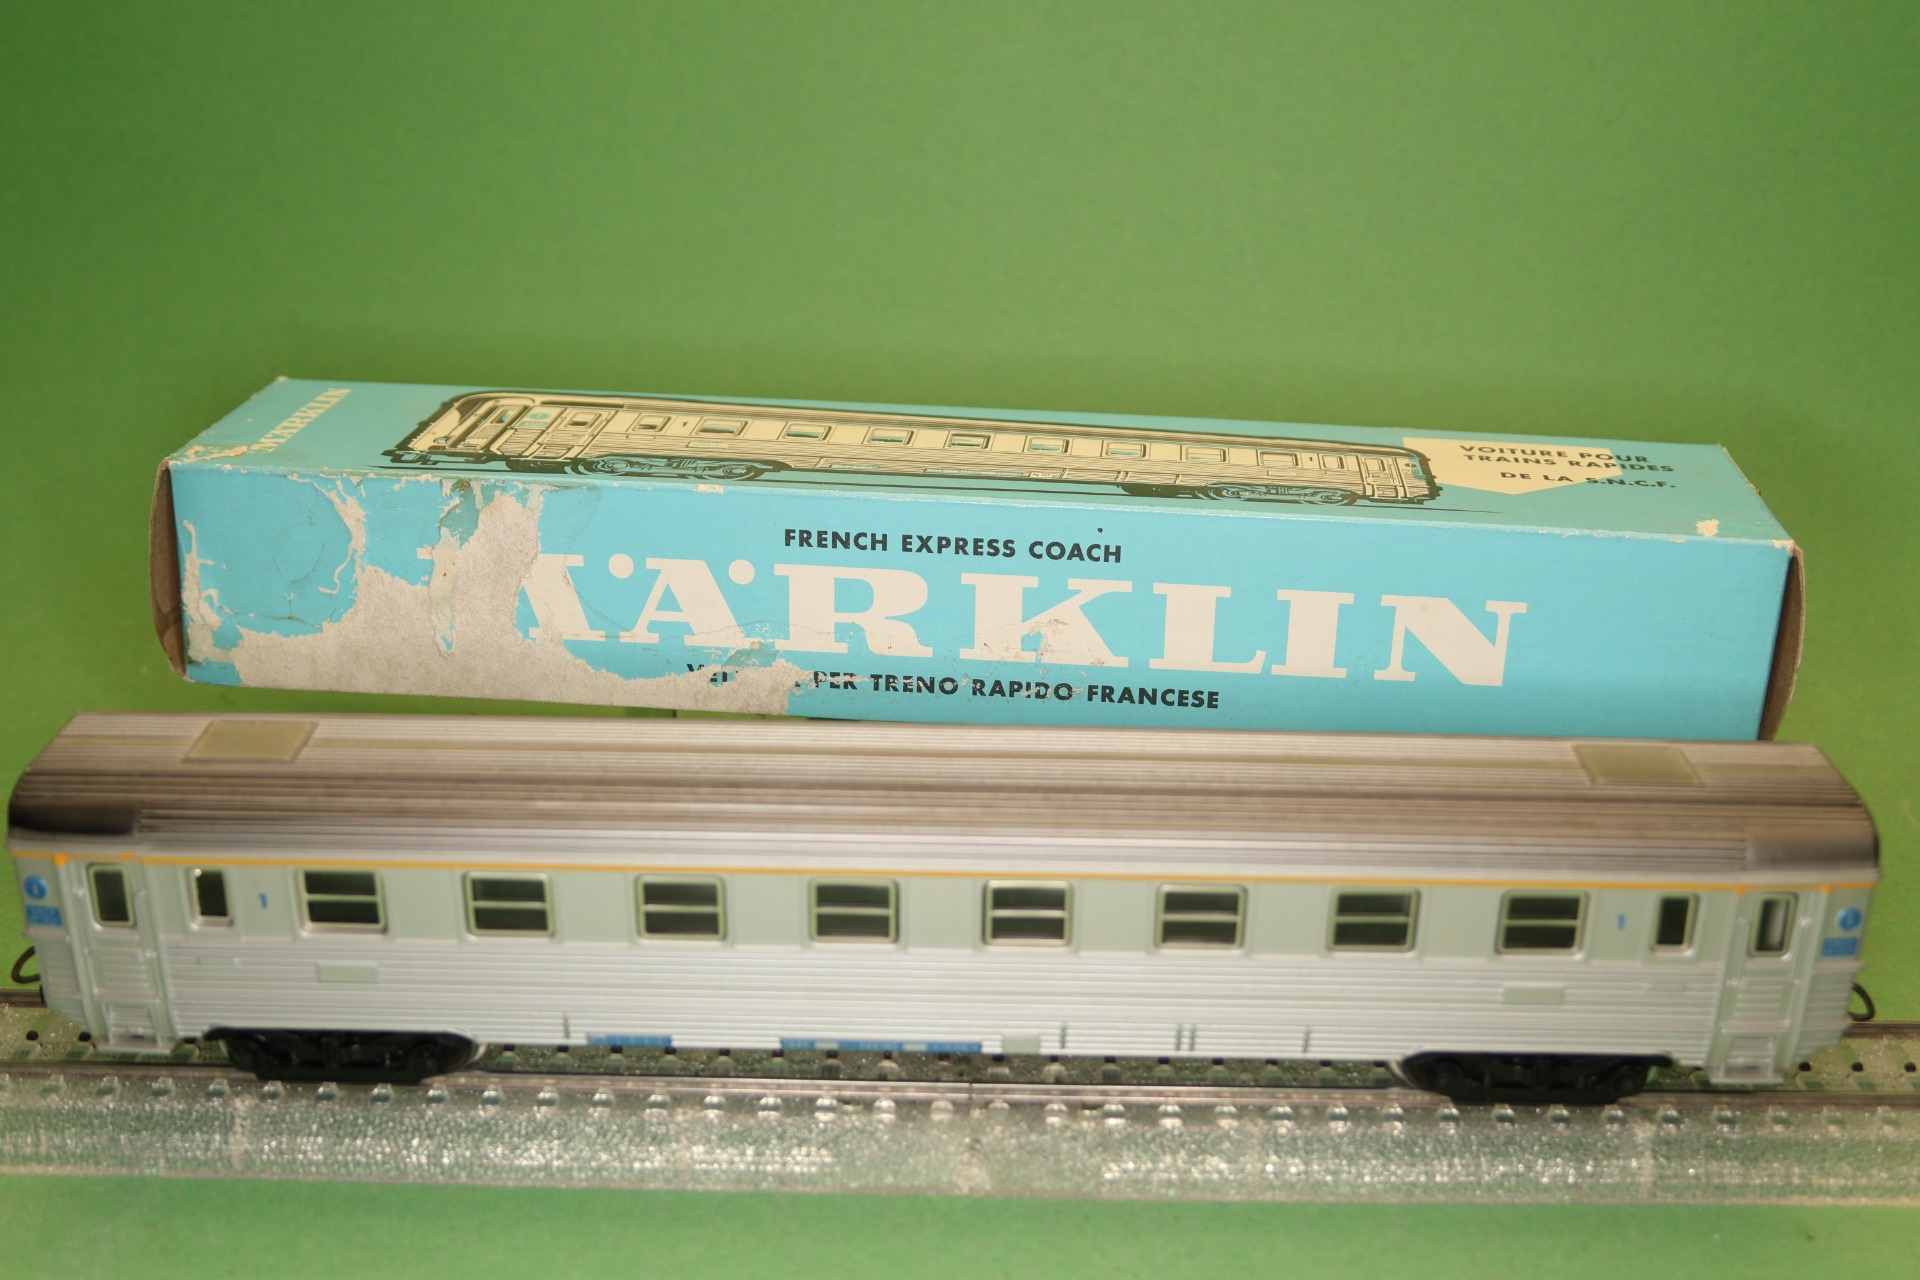 MÄRKLIN
VOITURE POUR
TRAINS RAPIDES
DE LA S.N.C.F.
FRENCH EXPRESS COACH
MÄRKLIN
PER TRENO RAPIDO FRANCESE
1
1